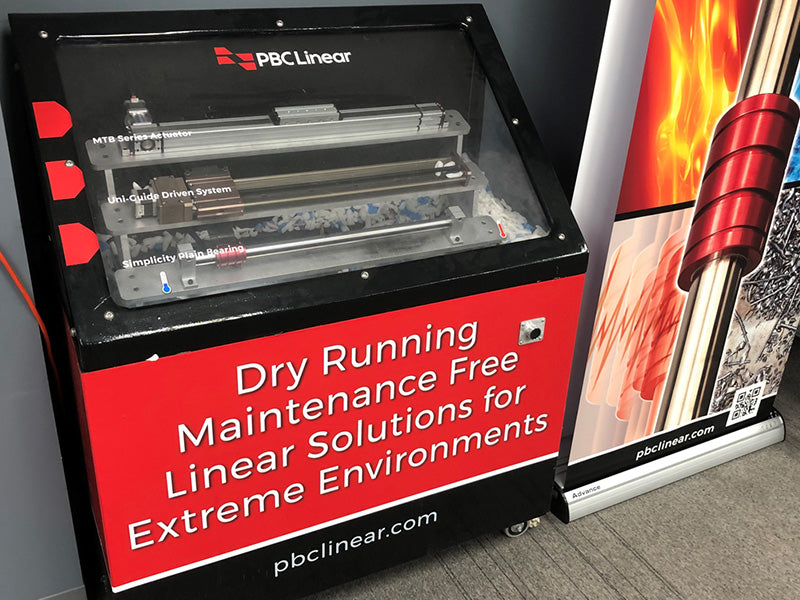 PBC Linear
MTB Series Actuator
Uni-Guide Driven System
Simplicity Plain Bearing
Dry Running
Maintenance Free
Linear Solutions for
Extreme Environments
pbclinear.com
pbclinear.com
Advance